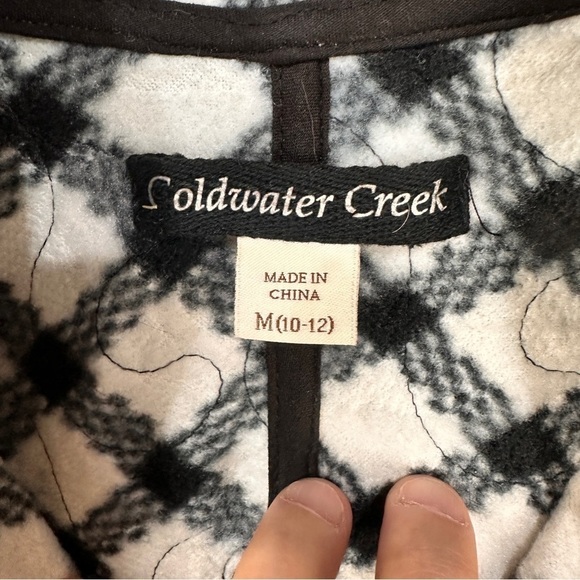 Coldwater Creek
MADE IN
CHINA
M(10-12)